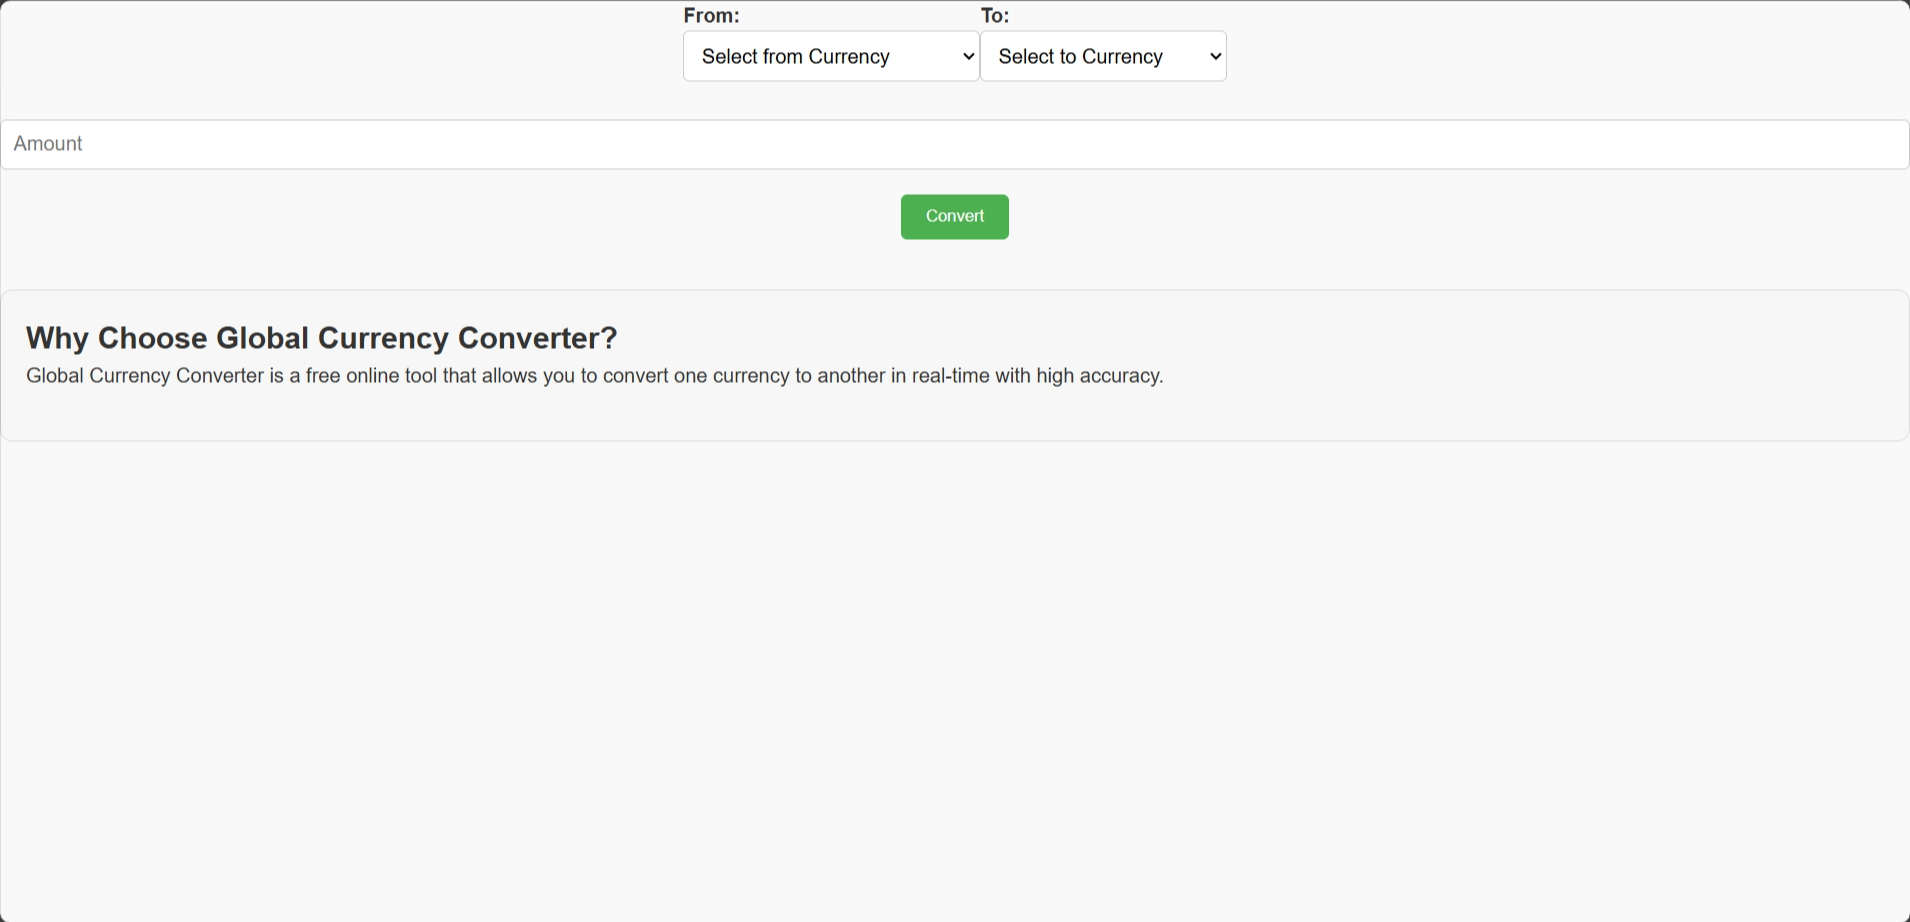 From: To:
Select from Currency Select to Currency
Amount
Convert
Why Choose Global Currency Converter?
Global Currency Converter is a free online tool that allows you to convert one currency to another in real-time with high accuracy.